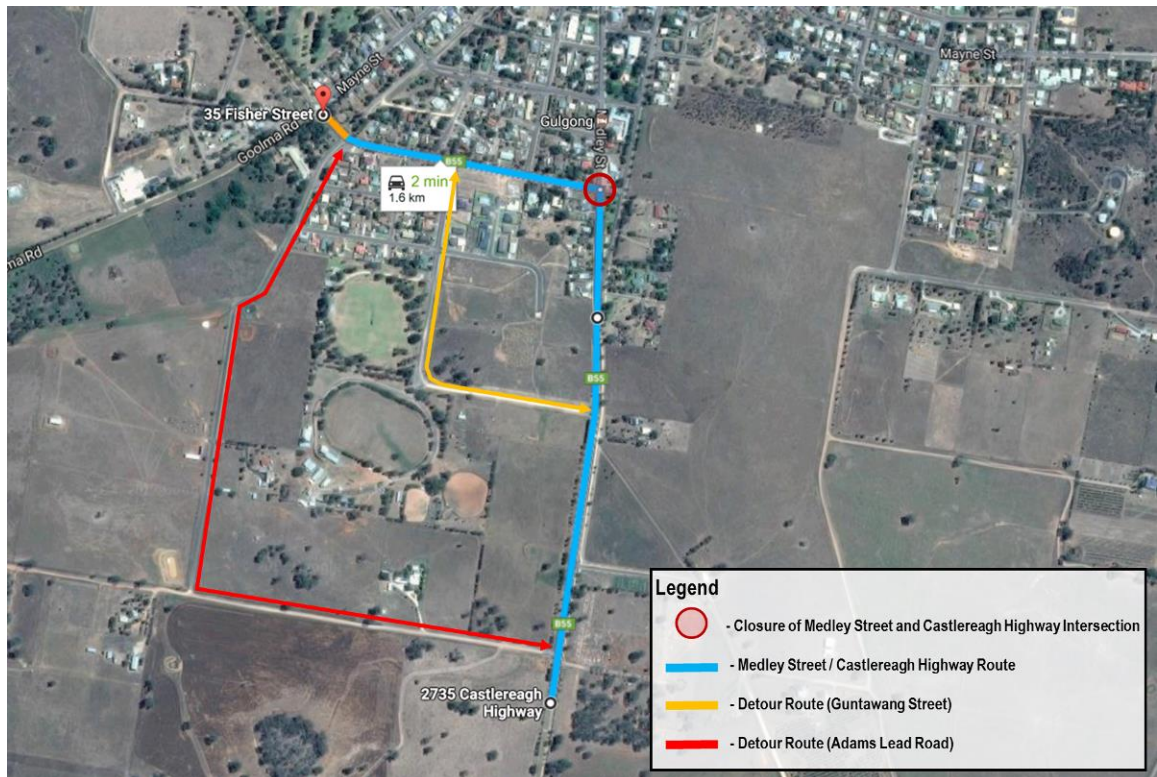 Mayne St
Mayne St
35 Fisher Street
Goolma Rd
Gulgong
Medley St
B55
2 min
1.6 km
ma Rd
B55
B55
2735 Castlereagh
Highway
Legend
- Closure of Medley Street and Castlereagh Highway Intersection
- Medley Street / Castlereagh Highway Route
- Detour Route (Guntawang Street)
- Detour Route (Adams Lead Road)